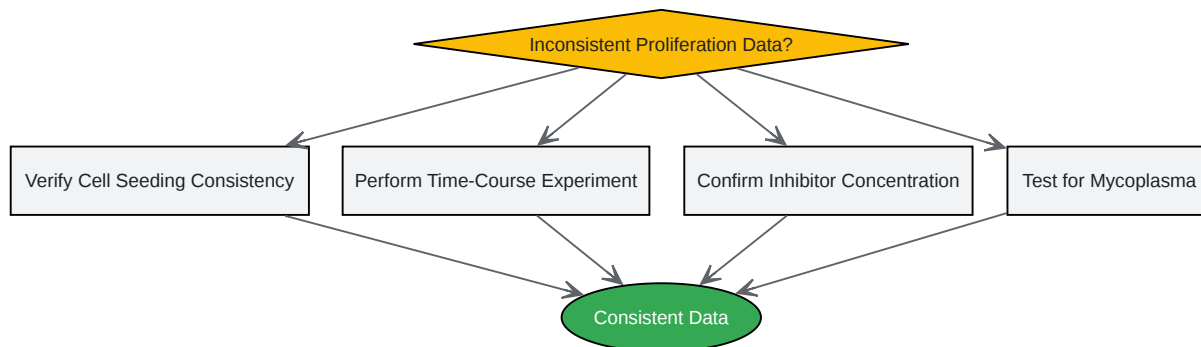 Inconsistent Proliferation Data?
Verify Cell Seeding Consistency
Perform Time-Course Experiment
Confirm Inhibitor Concentration
Test for Mycoplasma
Consistent Data